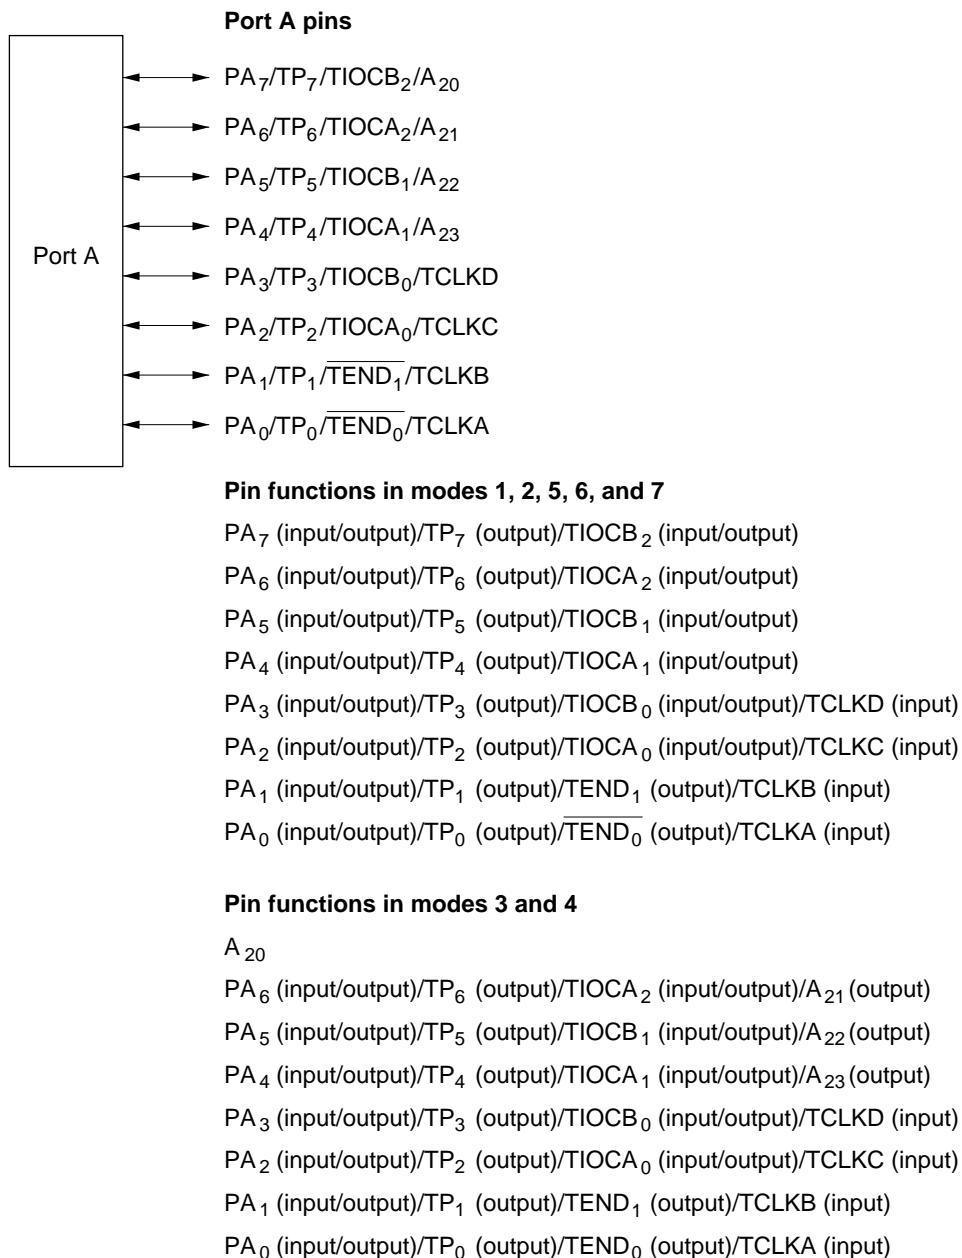 Port A pins
PA₇/TP₇/TIOCB₂/A₂₀
PA₆/TP₆/TIOCA₂/A₂₁
PA₅/TP₅/TIOCB₁/A₂₂
PA₄/TP₄/TIOCA₁/A₂₃
Port A
PA₃/TP₃/TIOCB₀/TCLKD
PA₂/TP₂/TIOCA₀/TCLKC
PA₁/TP₁/T̅E̅N̅D̅₁̅/TCLKB
PA₀/TP₀/T̅E̅N̅D̅₀̅/TCLKA
Pin functions in modes 1, 2, 5, 6, and 7
PA₇ (input/output)/TP₇ (output)/TIOCB₂ (input/output)
PA₆ (input/output)/TP₆ (output)/TIOCA₂ (input/output)
PA₅ (input/output)/TP₅ (output)/TIOCB₁ (input/output)
PA₄ (input/output)/TP₄ (output)/TIOCA₁ (input/output)
PA₃ (input/output)/TP₃ (output)/TIOCB₀ (input/output)/TCLKD (input)
PA₂ (input/output)/TP₂ (output)/TIOCA₀ (input/output)/TCLKC (input)
PA₁ (input/output)/TP₁ (output)/TEND₁ (output)/TCLKB (input)
PA₀ (input/output)/TP₀ (output)/T̅E̅N̅D̅₀̅ (output)/TCLKA (input)
Pin functions in modes 3 and 4
A₂₀
PA₆ (input/output)/TP₆ (output)/TIOCA₂ (input/output)/A₂₁ (output)
PA₅ (input/output)/TP₅ (output)/TIOCB₁ (input/output)/A₂₂ (output)
PA₄ (input/output)/TP₄ (output)/TIOCA₁ (input/output)/A₂₃ (output)
PA₃ (input/output)/TP₃ (output)/TIOCB₀ (input/output)/TCLKD (input)
PA₂ (input/output)/TP₂ (output)/TIOCA₀ (input/output)/TCLKC (input)
PA₁ (input/output)/TP₁ (output)/TEND₁ (output)/TCLKB (input)
PA₀ (input/output)/TP₀ (output)/TEND₀ (output)/TCLKA (input)